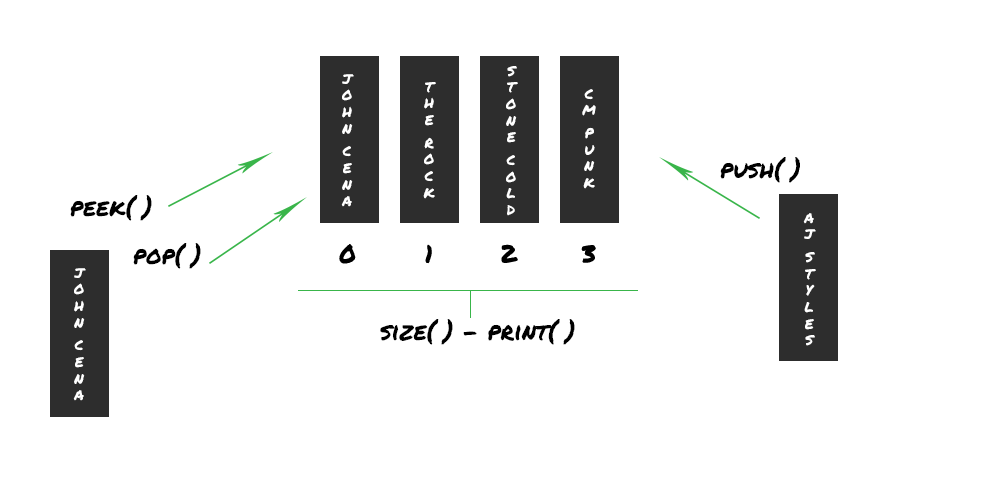 JOHN CENA
THE ROCK
STONE COLD
CM PUNK
PEEK( )
POP( )
PUSH( )
JOHN CENA
AJ STYLES
0 1 2 3
SIZE( ) - PRINT( )